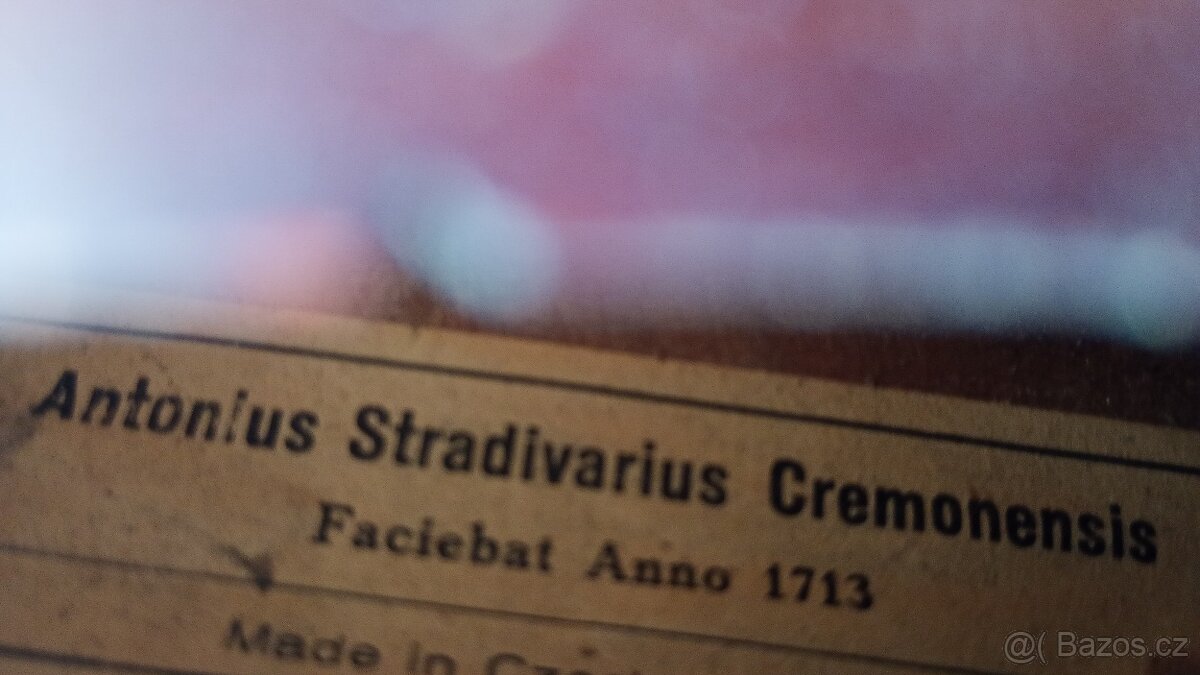 Antonius Stradivarius Cremonensis
Faciebat Anno 1713
Made in
@( Bazos.cz